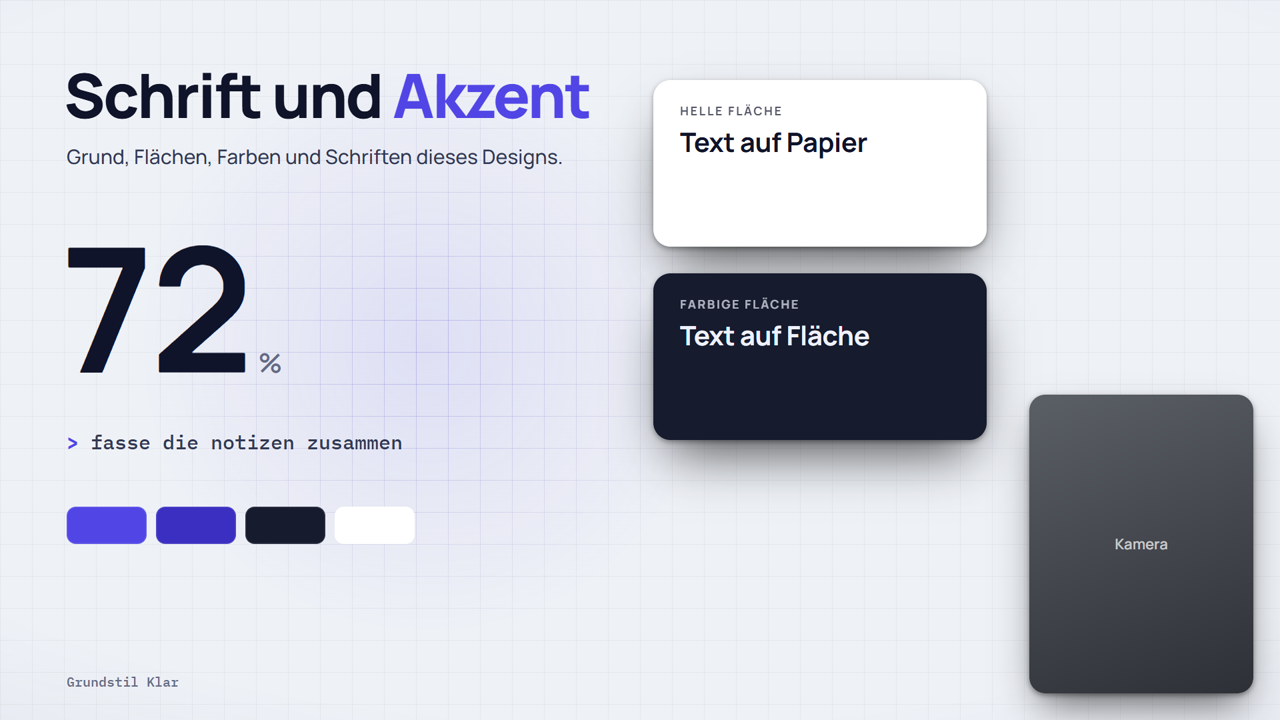 Schrift und Akzent
Grund, Flächen, Farben und Schriften dieses Designs.
72 %
> fasse die notizen zusammen
Grundstil Klar
HELLE FLÄCHE
Text auf Papier
FARBIGE FLÄCHE
Text auf Fläche
Kamera